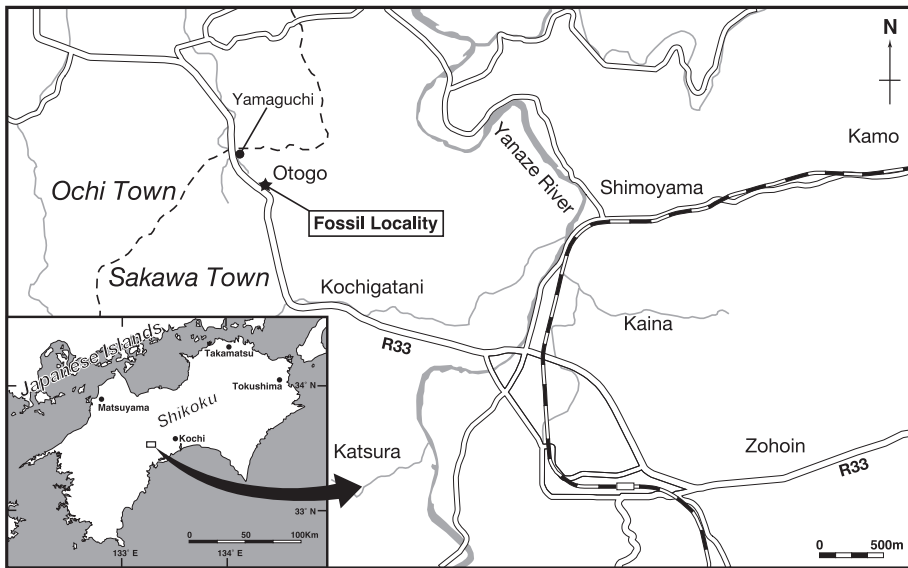 N
Yamaguchi
Otogo
Kamo
Ochi Town
Yanaze River
Shimoyama
Fossil Locality
Sakawa Town
Kochigatani
Kaina
R33
Japanese Islands
Takamatsu
Tokushima
34° N
Matsuyama
Shikoku
Kochi
Katsura
Zohoin
R33
33° N
0 50 100Km
133° E
134° E
0 500m